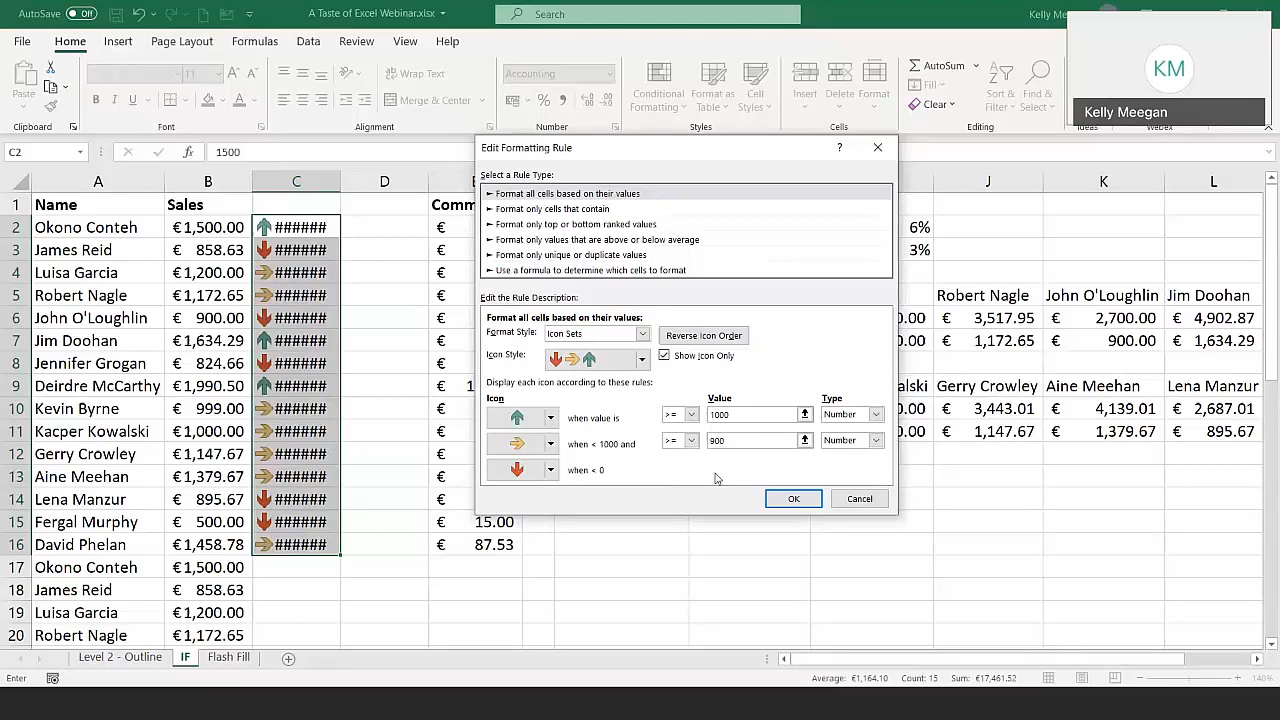 AutoSave Off A Taste of Excel Webinar.xlsx Search Kelly Me
File Home Insert Page Layout Formulas Data Review View Help
KM
Kelly Meegan
Paste
Wrap Text
Merge & Center
Accounting
Conditional Formatting Format as Table Cell Styles
Insert Delete Format
AutoSum
Fill
Clear
Sort & Filter Find & Select
Clipboard Font Alignment Number Styles Cells Editing Ideas Webex
C2 fx 1500
A B C D E J K L
1 Name Sales Comm
2 Okono Conteh € 1,500.00 ###### € 6%
3 James Reid € 858.63 ###### € 3%
4 Luisa Garcia € 1,200.00 ###### €
5 Robert Nagle € 1,172.65 ###### € Robert Nagle John O'Loughlin Jim Doohan
6 John O'Loughlin € 900.00 ###### € 0.00 € 3,517.95 € 2,700.00 € 4,902.87
7 Jim Doohan € 1,634.29 ###### € 0.00 € 1,172.65 € 900.00 € 1,634.29
8 Jennifer Grogan € 824.66 ###### €
9 Deirdre McCarthy € 1,990.50 ###### € 1 alski Gerry Crowley Aine Meehan Lena Manzur
10 Kevin Byrne € 999.00 ###### € 0.00 € 3,443.01 € 4,139.01 € 2,687.01
11 Kacper Kowalski € 1,000.00 ###### € 0.00 € 1,147.67 € 1,379.67 € 895.67
12 Gerry Crowley € 1,147.67 ###### €
13 Aine Meehan € 1,379.67 ###### €
14 Lena Manzur € 895.67 ###### €
15 Fergal Murphy € 500.00 ###### € 15.00
16 David Phelan € 1,458.78 ###### € 87.53
17 Okono Conteh € 1,500.00
18 James Reid € 858.63
19 Luisa Garcia € 1,200.00
20 Robert Nagle € 1,172.65
Edit Formatting Rule ? ×
Select a Rule Type:
► Format all cells based on their values
► Format only cells that contain
► Format only top or bottom ranked values
► Format only values that are above or below average
► Format only unique or duplicate values
► Use a formula to determine which cells to format
Edit the Rule Description:
Format all cells based on their values:
Format Style: Icon Sets Reverse Icon Order
Icon Style: Show Icon Only
Display each icon according to these rules:
Icon Value Type
when value is >= 1000 Number
when < 1000 and >= 900 Number
when < 0
OK Cancel
Level 2 - Outline IF Flash Fill
Enter Average: €1,164.10 Count: 15 Sum: €17,461.52 140%